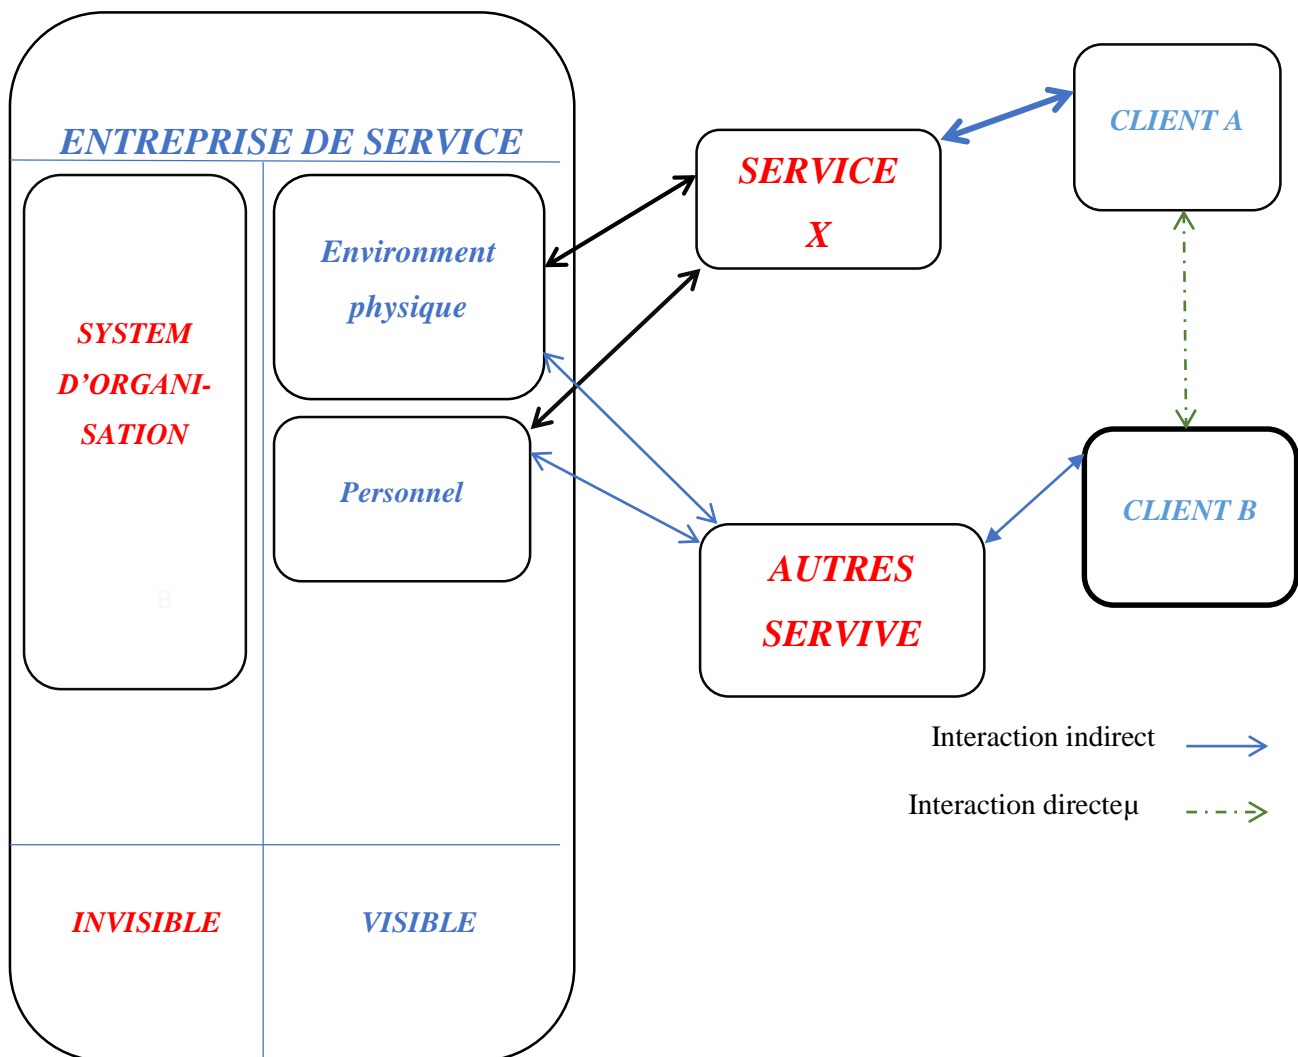 ENTREPRISE DE SERVICE
SYSTEM
D'ORGANI-
SATION
B
Environment
physique
Personnel
INVISIBLE
VISIBLE
SERVICE
X
AUTRES
SERVIVE
CLIENT A
CLIENT B
Interaction indirect
Interaction directeµ